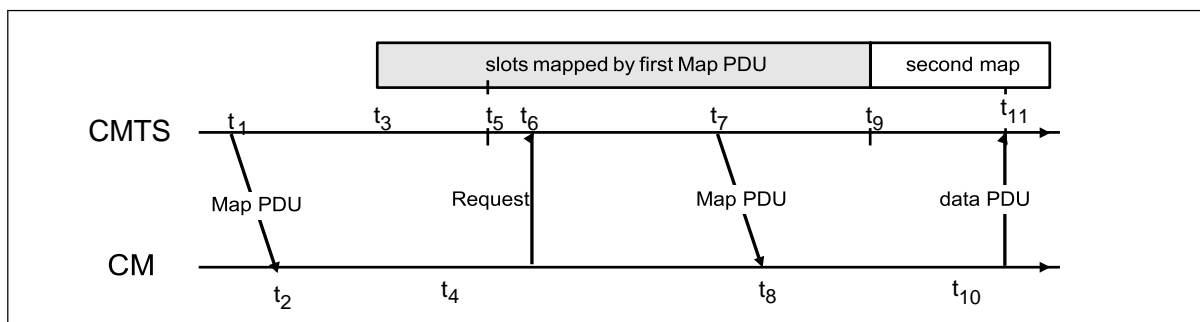 slots mapped by first Map PDU second map
t1 t3 t5 t6 t7 t9 t11
CMTS
Map PDU Request Map PDU data PDU
CM
t2 t4 t8 t10